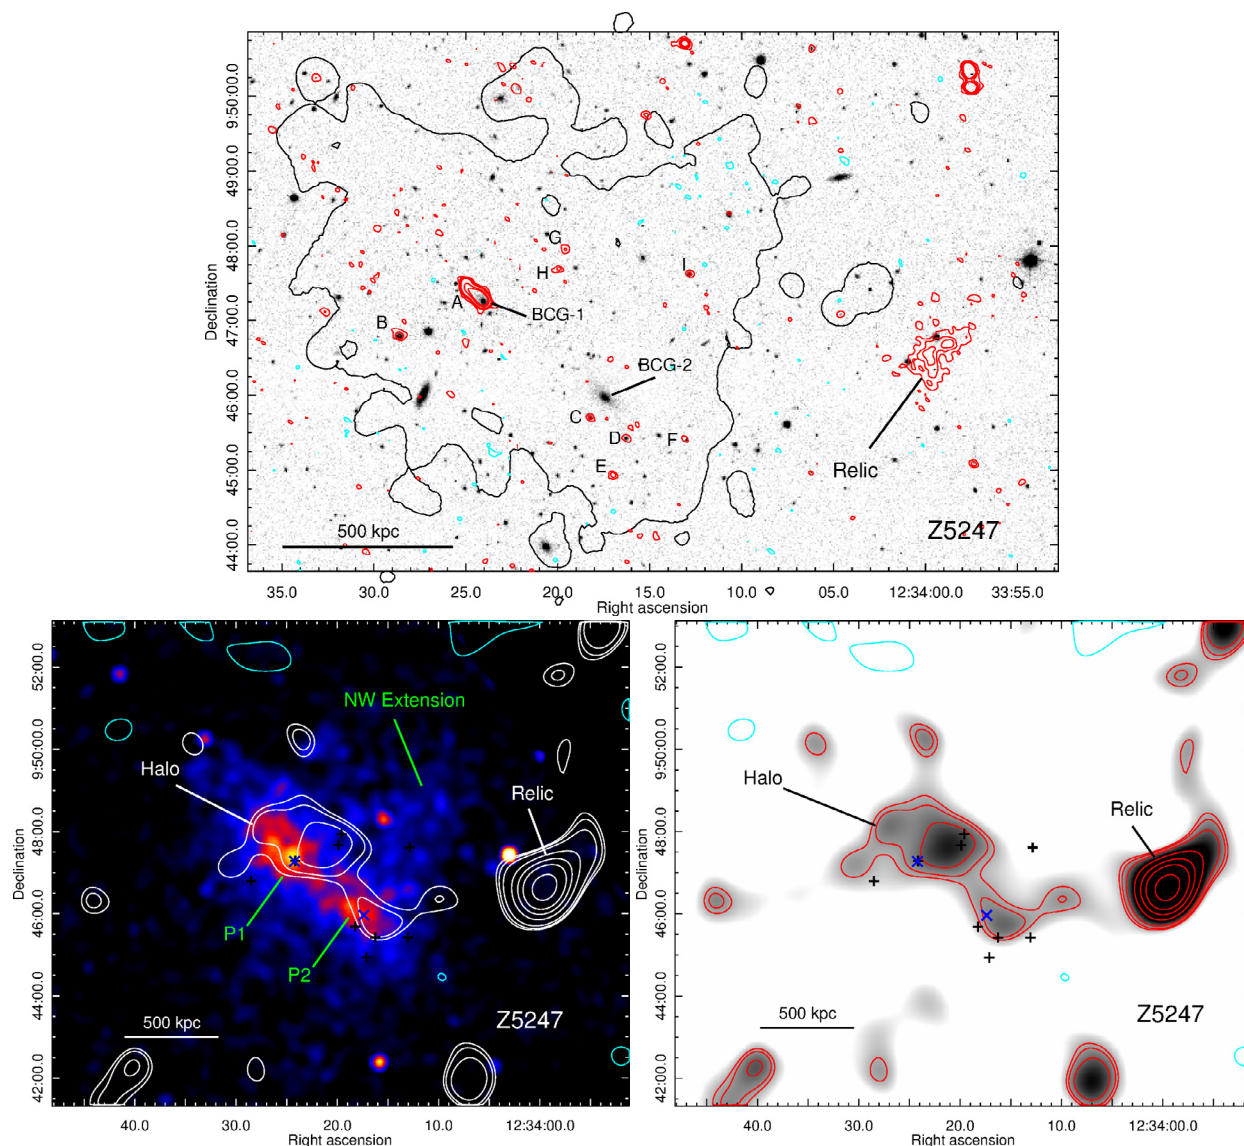 9:50:00.0
49:00.0
48:00.0
47:00.0
46:00.0
45:00.0
44:00.0
Declination
G
H
I
A
BCG-1
B
BCG-2
C
D
F
E
Relic
500 kpc
Z5247
35.0 30.0 25.0 20.0 15.0 10.0 05.0 12:34:00.0 33:55.0
Right ascension
52:00.0
9:50:00.0
48:00.0
46:00.0
44:00.0
42:00.0
Declination
NW Extension
Halo
Relic
P1
P2
500 kpc
Z5247
40.0 30.0 20.0 10.0 12:34:00.0
Right ascension
52:00.0
9:50:00.0
48:00.0
46:00.0
44:00.0
42:00.0
Declination
Halo
Relic
500 kpc
Z5247
40.0 30.0 20.0 10.0 12:34:00.0
Right ascension